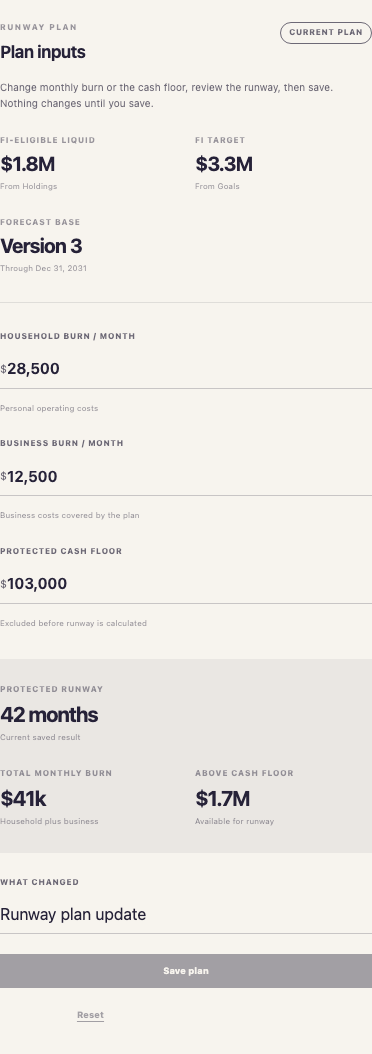 RUNWAY PLAN
CURRENT PLAN
Plan inputs
Change monthly burn or the cash floor, review the runway, then save.
Nothing changes until you save.
FI-ELIGIBLE LIQUID
FI TARGET
$1.8M
$3.3M
From Holdings
From Goals
FORECAST BASE
Version 3
Through Dec 31, 2031
HOUSEHOLD BURN / MONTH
$28,500
Personal operating costs
BUSINESS BURN / MONTH
$12,500
Business costs covered by the plan
PROTECTED CASH FLOOR
$103,000
Excluded before runway is calculated
PROTECTED RUNWAY
42 months
Current saved result
TOTAL MONTHLY BURN
ABOVE CASH FLOOR
$41k
$1.7M
Household plus business
Available for runway
WHAT CHANGED
Runway plan update
Save plan
Reset